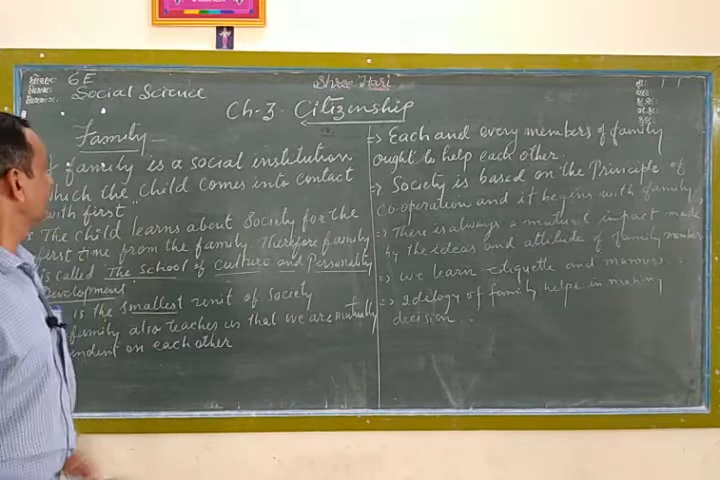 6E
Social Science
Shree Hari
Ch-3. Citizenship
Family
family is a social institution
which the child comes into contact
with first"
The child learns about Society for the
first time from the family. Therefore family
is called The School of Culture and Personality
Development
is the smallest unit of Society
family also teaches us that we are mutually
endent on each other
=> Each and every members of family
ought to help each other.
=> Society is based on the Principle of
co-operation and it begins with family
=> There is always a mutual impact made
by the ideas and attitude of family members
=> we learn etiquette and manners.
=> Idelogy of family helps in making
decision.